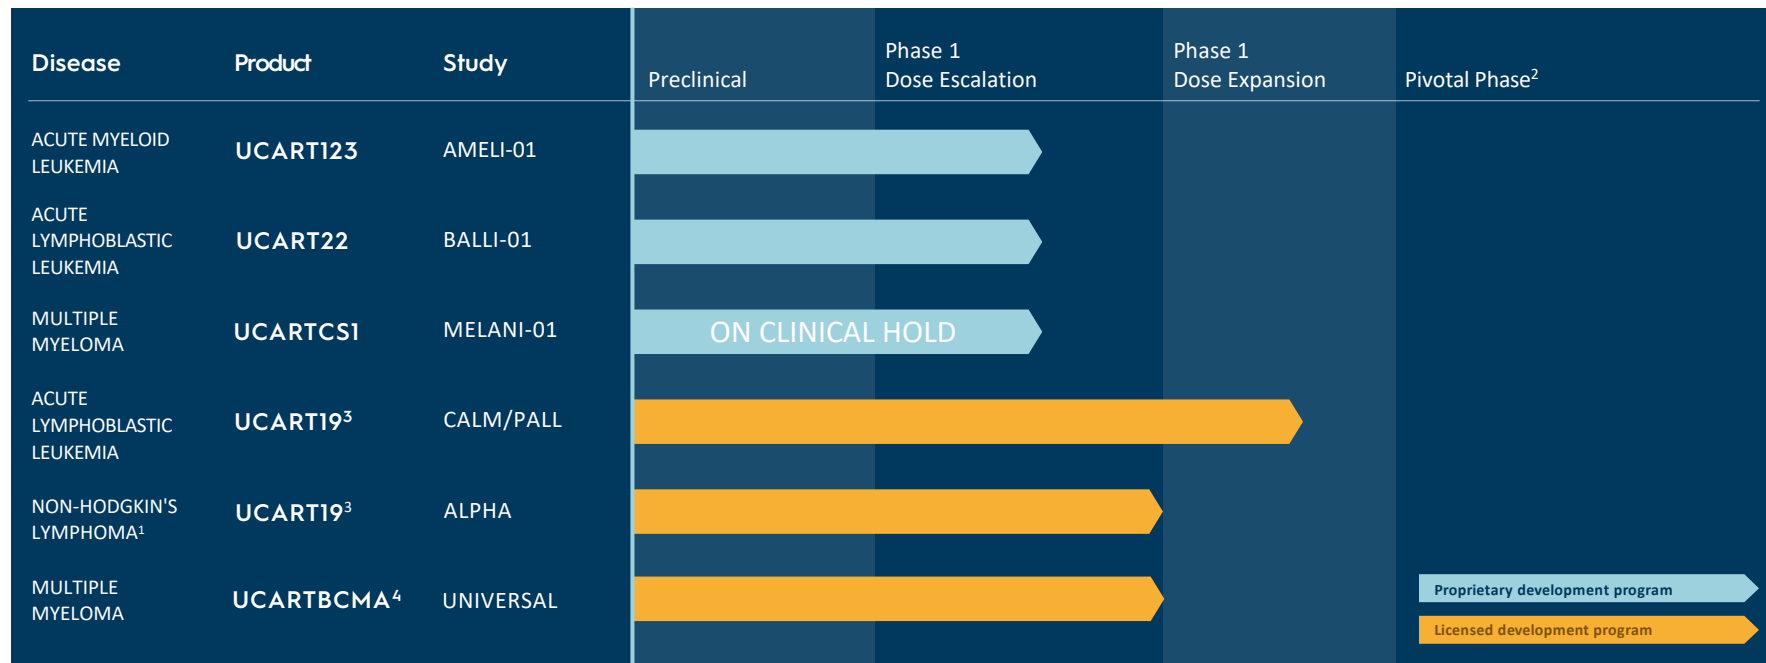 Disease Product Study Preclinical Phase 1 Dose Escalation Phase 1 Dose Expansion Pivotal Phase²
ACUTE MYELOID
LEUKEMIA
UCART123
AMELI-01
ACUTE
LYMPHOBLASTIC
LEUKEMIA
UCART22
BALLI-01
MULTIPLE
MYELOMA
UCARTCS1
MELANI-01
ON CLINICAL HOLD
ACUTE
LYMPHOBLASTIC
LEUKEMIA
UCART19³
CALM/PALL
NON-HODGKIN'S
LYMPHOMA¹
UCART19³
ALPHA
MULTIPLE
MYELOMA
UCARTBCMA⁴
UNIVERSAL
Proprietary development program
Licensed development program